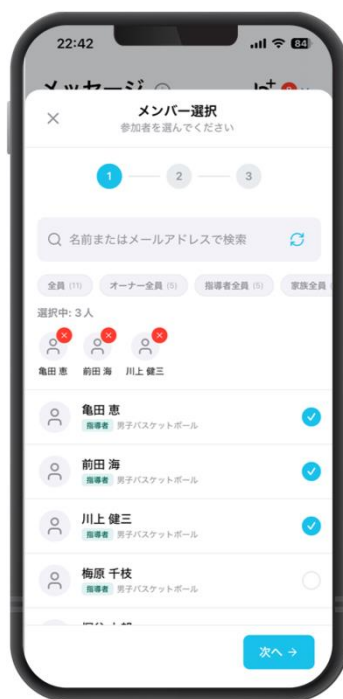 22:42
84
メンバー選択
参加者を選んでください
1
2
3
名前またはメールアドレスで検索
全員 (11)
オーナー全員 (5)
指導者全員 (5)
家族全員
選択中: 3人
亀田 恵
前田 海
川上 健三
亀田 恵
指導者 男子バスケットボール
前田 海
指導者 男子バスケットボール
川上 健三
指導者 男子バスケットボール
梅原 千枝
指導者 男子バスケットボール
次へ →